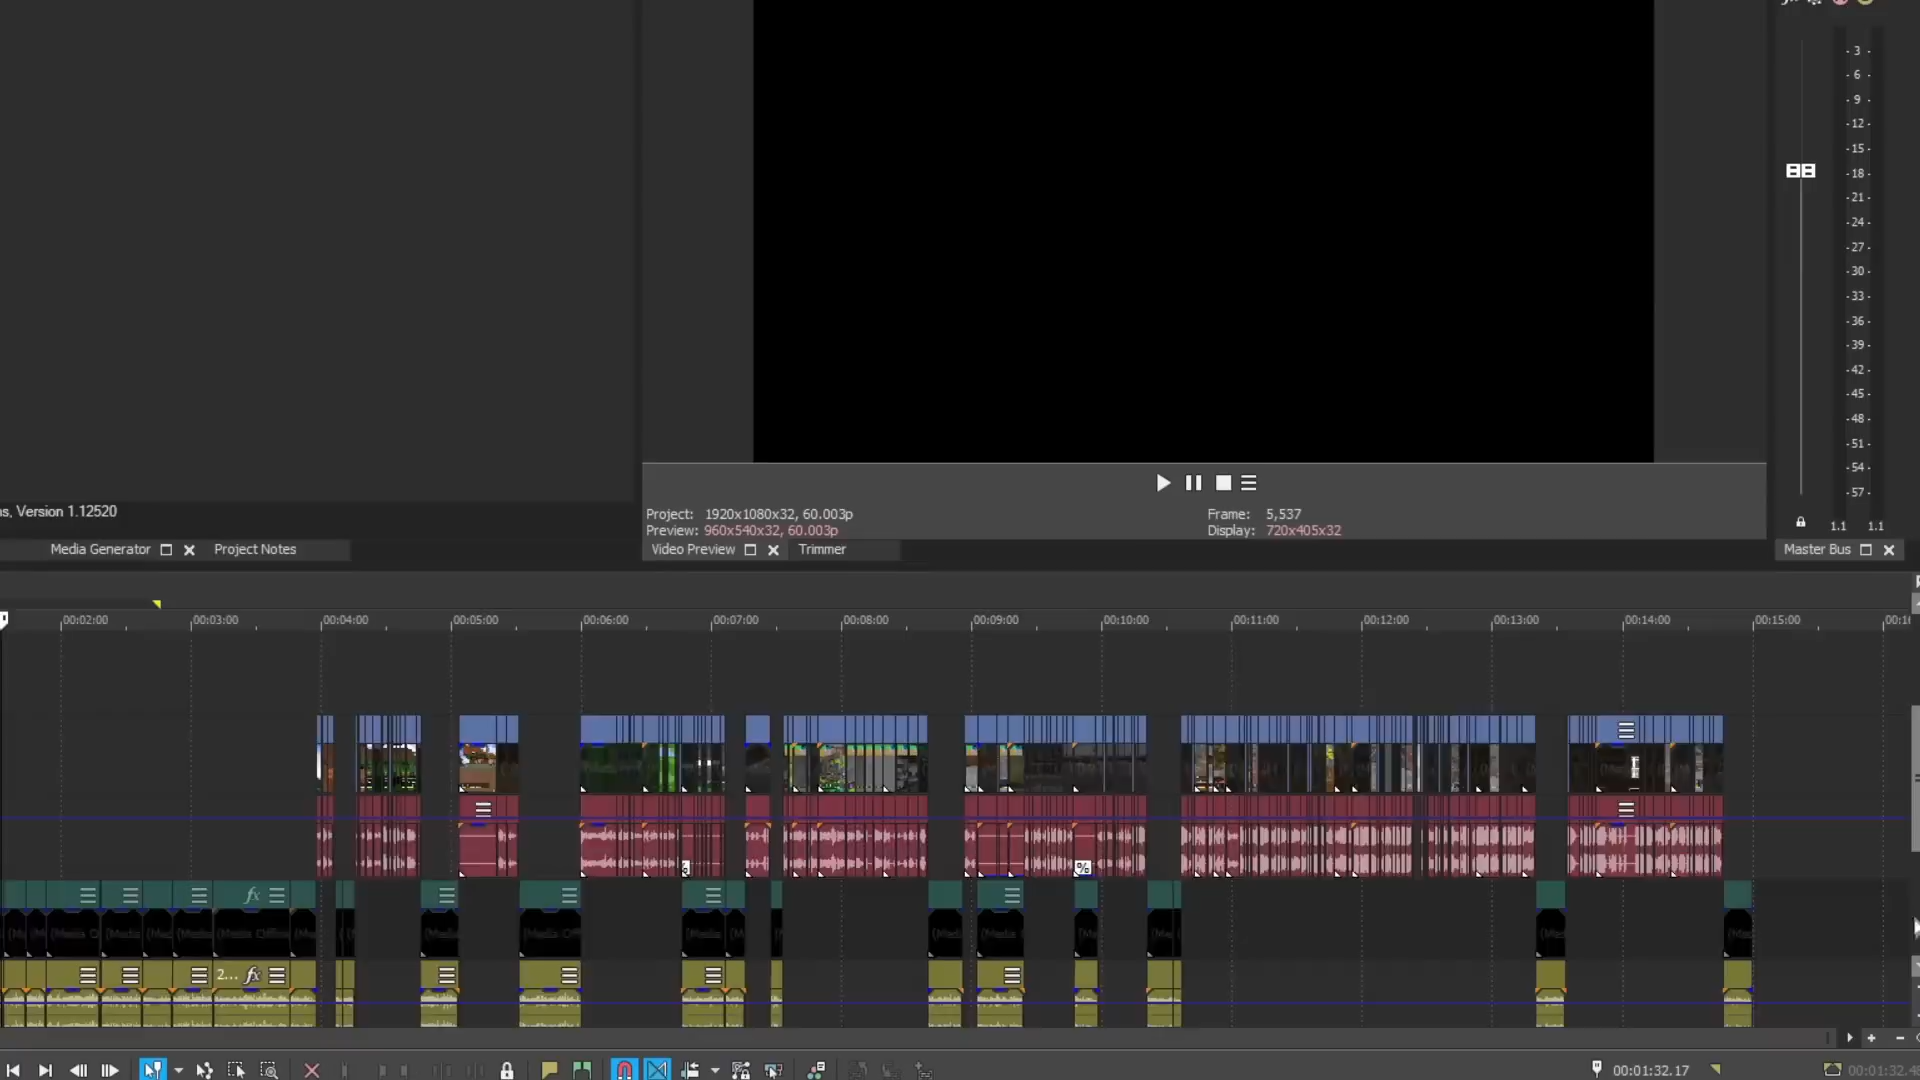 -3-
-6-
-9-
-12-
-15-
-18-
-21-
-24-
-27-
-30-
-33-
-36-
-39-
-42-
-45-
-48-
-51-
-54-
-57-
1.1 1.1
Version 1.12520
Project: 1920x1080x32, 60.003p
Frame: 5,537
Preview: 960x540x32, 60.003p
Display: 720x405x32
Media Generator
Project Notes
Video Preview
Trimmer
Master Bus
00:02:00 00:03:00 00:04:00 00:05:00 00:06:00 00:07:00 00:08:00 00:09:00 00:10:00 00:11:00 00:12:00 00:13:00 00:14:00 00:15:00
fx
2... fx
%
00:01:32.17